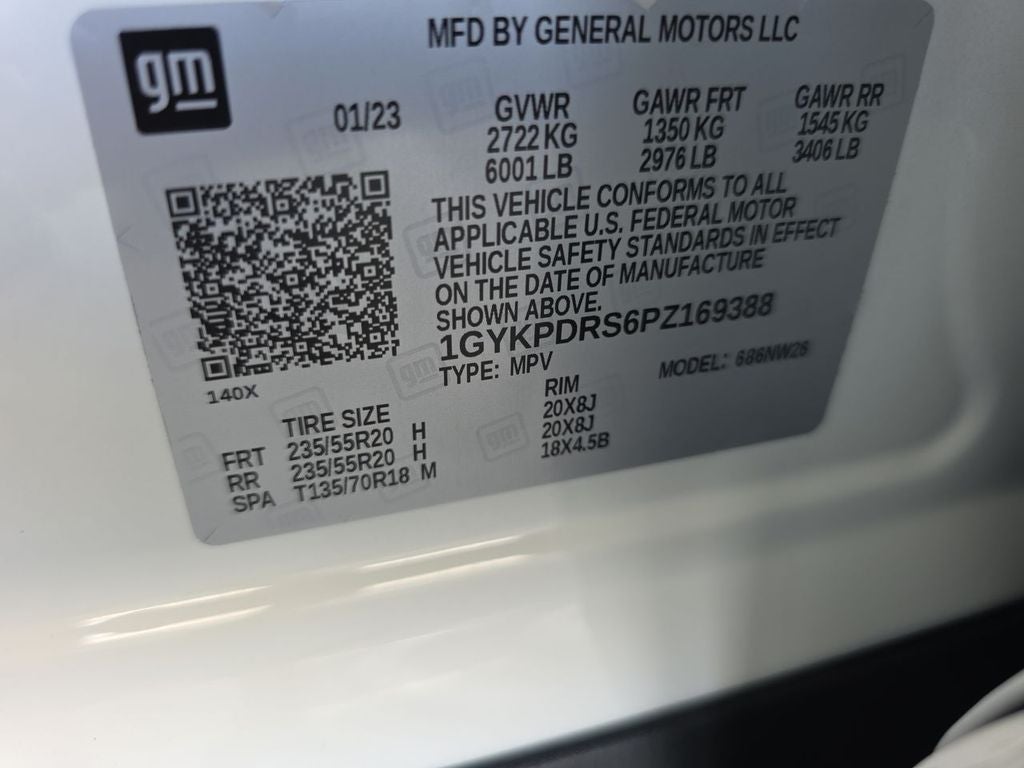 gm
MFD BY GENERAL MOTORS LLC
01/23 GVWR GAWR FRT GAWR RR
2722 KG 1350 KG 1545 KG
6001 LB 2976 LB 3406 LB
THIS VEHICLE CONFORMS TO ALL
APPLICABLE U.S. FEDERAL MOTOR
VEHICLE SAFETY STANDARDS IN EFFECT
ON THE DATE OF MANUFACTURE
SHOWN ABOVE.
1GYKPDRS6PZ169388
TYPE: MPV MODEL: 686NW26
140X
TIRE SIZE RIM
FRT 235/55R20 H 20X8J
RR 235/55R20 H 20X8J
SPA T135/70R18 M 18X4.5B